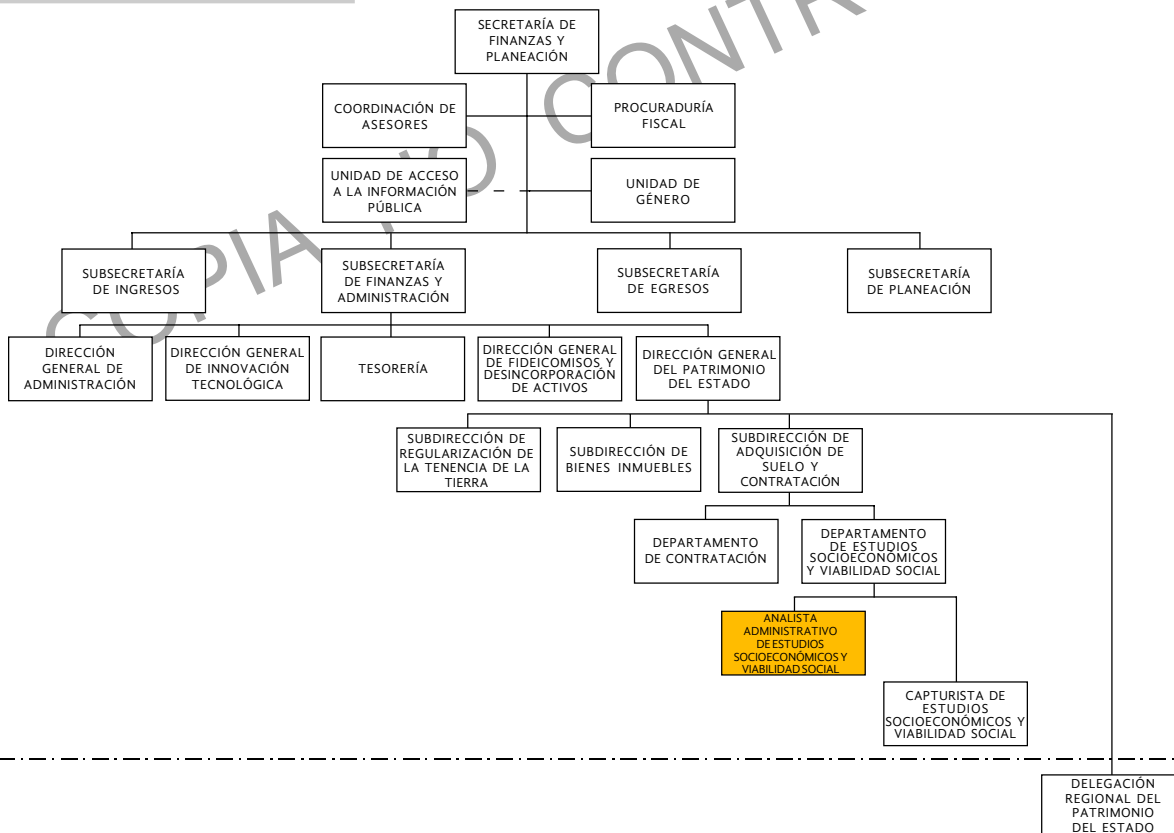 SECRETARÍA DE
FINANZAS Y
PLANEACIÓN
COORDINACIÓN DE
ASESORES
PROCURADURÍA
FISCAL
UNIDAD DE ACCESO
A LA INFORMACIÓN
PÚBLICA
UNIDAD DE
GÉNERO
SUBSECRETARÍA
DE INGRESOS
SUBSECRETARÍA
DE FINANZAS Y
ADMINISTRACIÓN
SUBSECRETARÍA
DE EGRESOS
SUBSECRETARÍA
DE PLANEACIÓN
DIRECCIÓN
GENERAL DE
ADMINISTRACIÓN
DIRECCIÓN GENERAL
DE INNOVACIÓN
TECNOLÓGICA
TESORERÍA
DIRECCIÓN GENERAL
DE FIDEICOMISOS Y
DESINCORPORACIÓN
DE ACTIVOS
DIRECCIÓN GENERAL
DEL PATRIMONIO
DEL ESTADO
SUBDIRECCIÓN DE
REGULARIZACIÓN DE
LA TENENCIA DE LA
TIERRA
SUBDIRECCIÓN DE
BIENES INMUEBLES
SUBDIRECCIÓN DE
ADQUISICIÓN DE
SUELO Y
CONTRATACIÓN
DEPARTAMENTO
DE CONTRATACIÓN
DEPARTAMENTO
DE ESTUDIOS
SOCIOECONÓMICOS
Y VIABILIDAD SOCIAL
ANALISTA
ADMINISTRATIVO
DE ESTUDIOS
SOCIOECONÓMICOS Y
VIABILIDAD SOCIAL
CAPTURISTA DE
ESTUDIOS
SOCIOECONÓMICOS Y
VIABILIDAD SOCIAL
DELEGACIÓN
REGIONAL DEL
PATRIMONIO
DEL ESTADO
COPIA NO CONTR